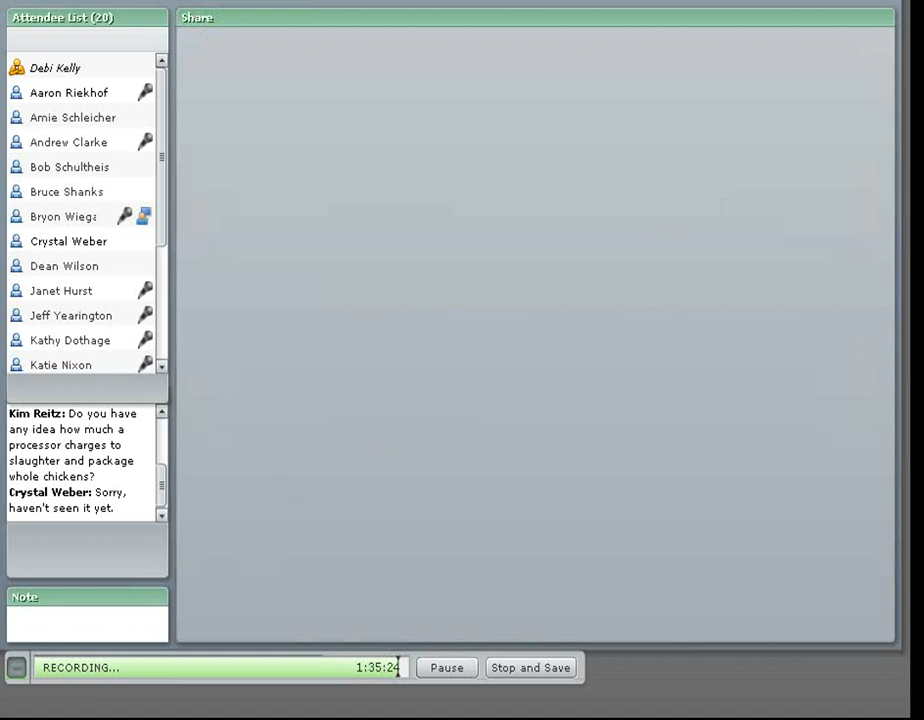 Attendee List (20)
Share
Debi Kelly
Aaron Riekhof
Amie Schleicher
Andrew Clarke
Bob Schultheis
Bruce Shanks
Bryon Wiega
Crystal Weber
Dean Wilson
Janet Hurst
Jeff Yearington
Kathy Dothage
Katie Nixon
Kim Reitz: Do you have
any idea how much a
processor charges to
slaughter and package
whole chickens?
Crystal Weber: Sorry,
haven't seen it yet.
Note
RECORDING... 1:35:24 Pause Stop and Save